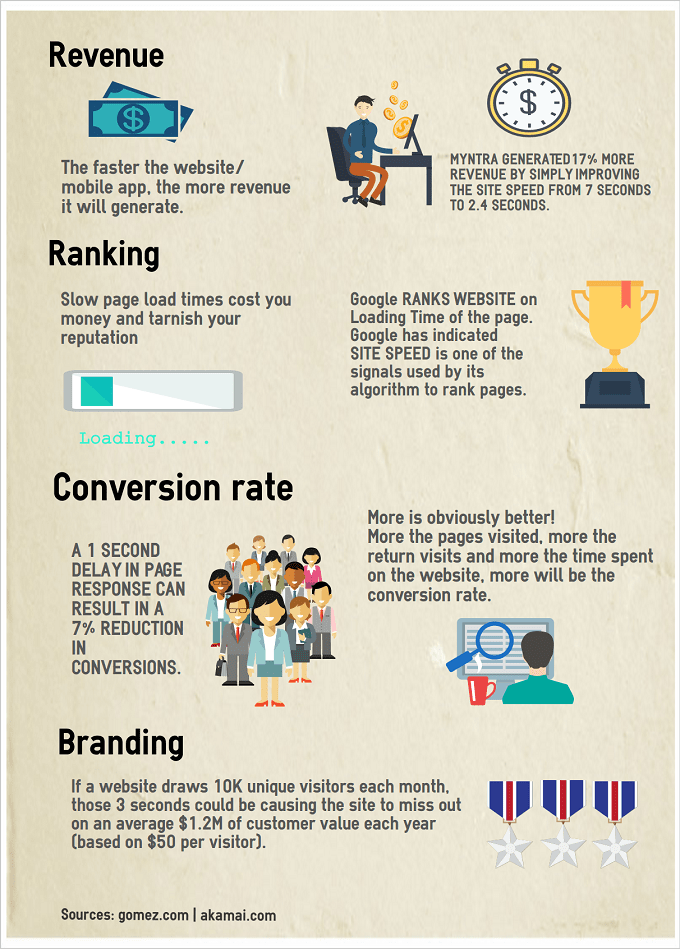 Revenue
The faster the website/
mobile app, the more revenue
it will generate.
$
$
$
MYNTRA GENERATED 17% MORE
REVENUE BY SIMPLY IMPROVING
THE SITE SPEED FROM 7 SECONDS
TO 2.4 SECONDS.
Ranking
Slow page load times cost you
money and tarnish your
reputation
Loading.....
Google RANKS WEBSITE on
Loading Time of the page.
Google has indicated
SITE SPEED is one of the
signals used by its
algorithm to rank pages.
Conversion rate
A 1 SECOND
DELAY IN PAGE
RESPONSE CAN
RESULT IN A
7% REDUCTION
IN
CONVERSIONS.
More is obviously better!
More the pages visited, more the
return visits and more the time spent
on the website, more will be the
conversion rate.
Branding
If a website draws 10K unique visitors each month,
those 3 seconds could be causing the site to miss out
on an average $1.2M of customer value each year
(based on $50 per visitor).
Sources: gomez.com | akamai.com